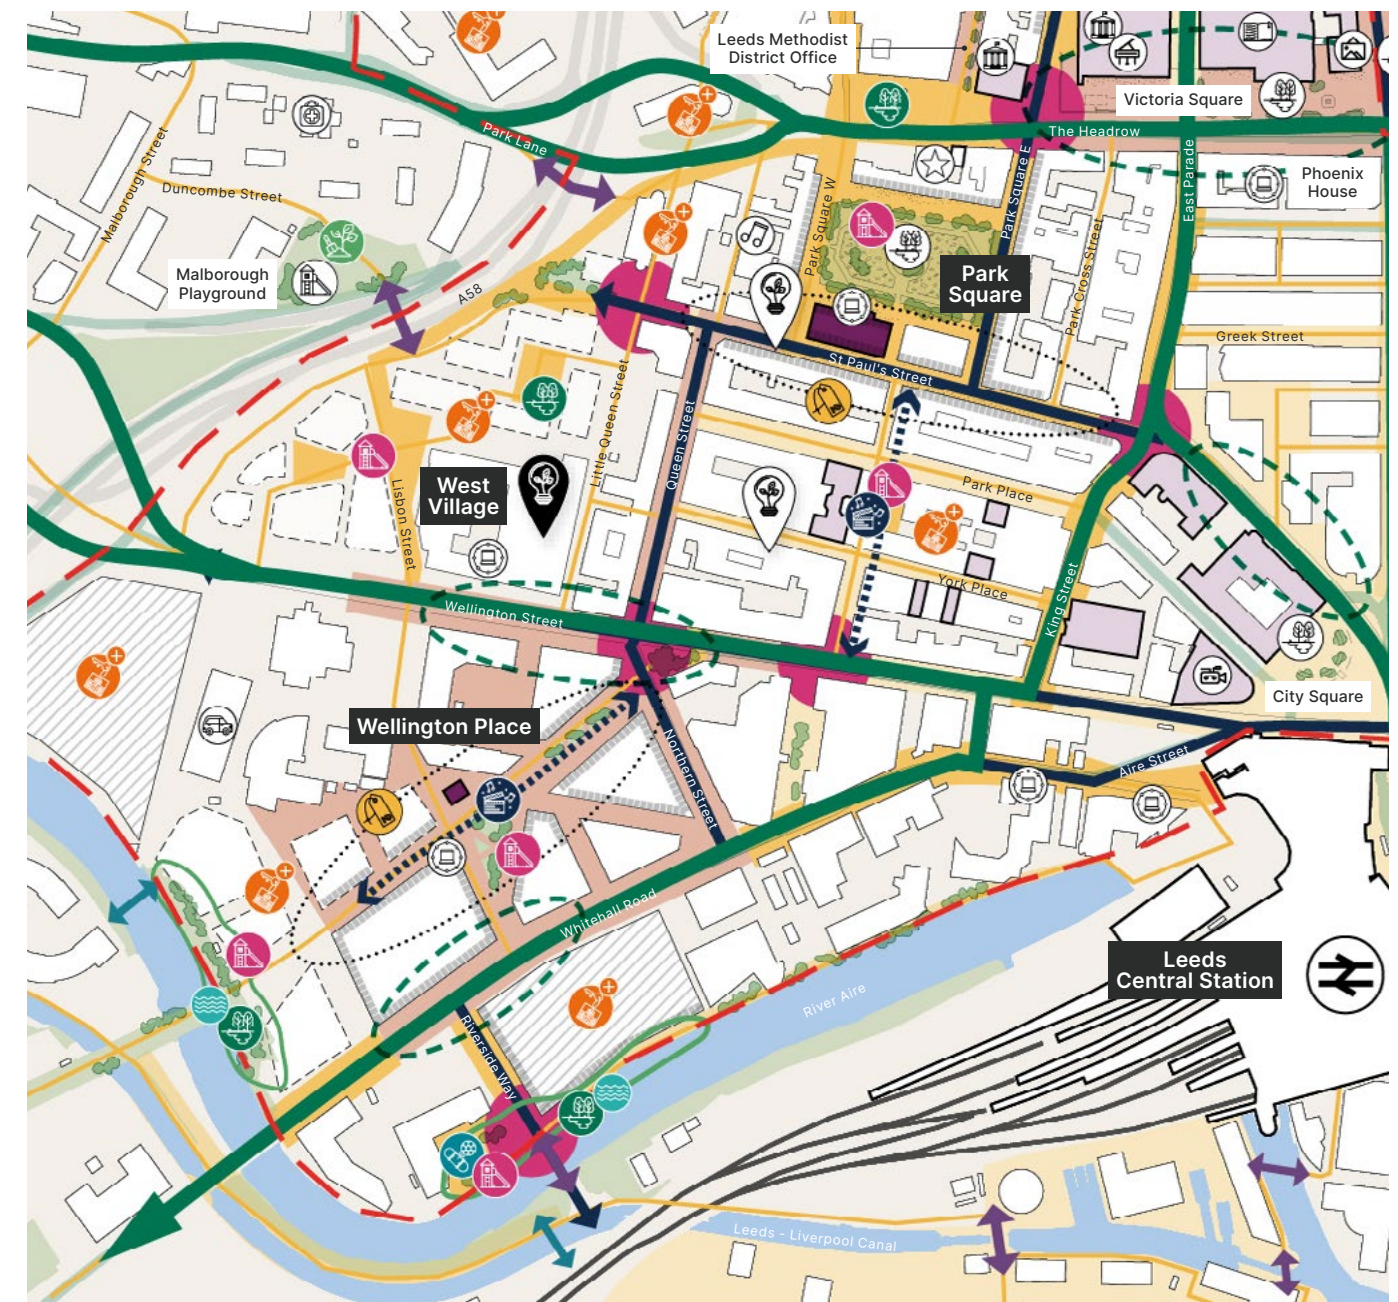 Leeds Methodist
District Office
Victoria Square
The Headrow
Park Lane
Malborough Street
Duncombe Street
Park Square W
Park Square E
East Parade
Phoenix
House
Malborough
Playground
A58
Park
Square
Park Cross Street
Greek Street
St Paul's Street
Little Queen Street
Queen Street
West
Village
Lisbon Street
Park Place
York Place
King Street
Wellington Street
City Square
Wellington Place
Northern Street
Aire Street
Whitehall Road
Leeds
Central Station
River Aire
Riverside Way
Leeds - Liverpool Canal